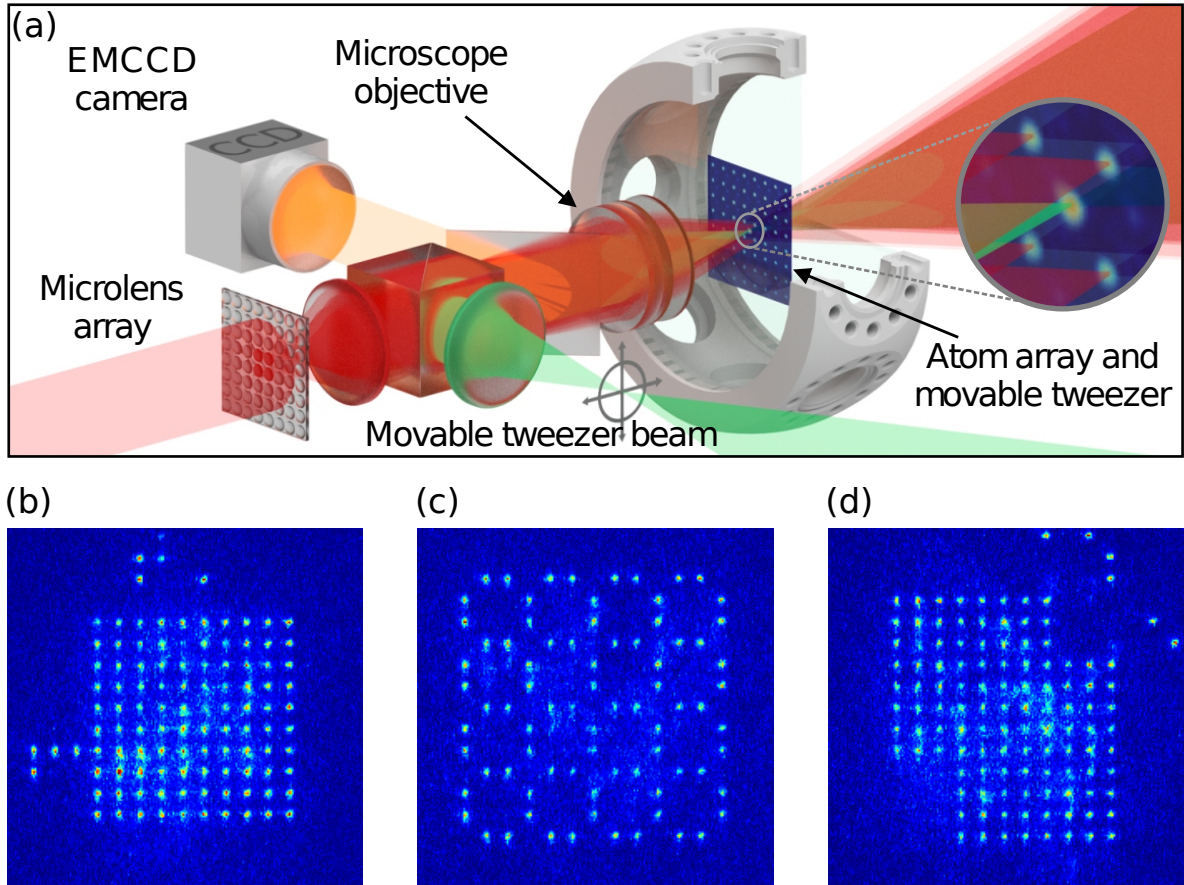 (a)
EMCCD
camera
Microscope
objective
CCD
Microlens
array
Atom array and
movable tweezer
Movable tweezer beam
(b)
(c)
(d)